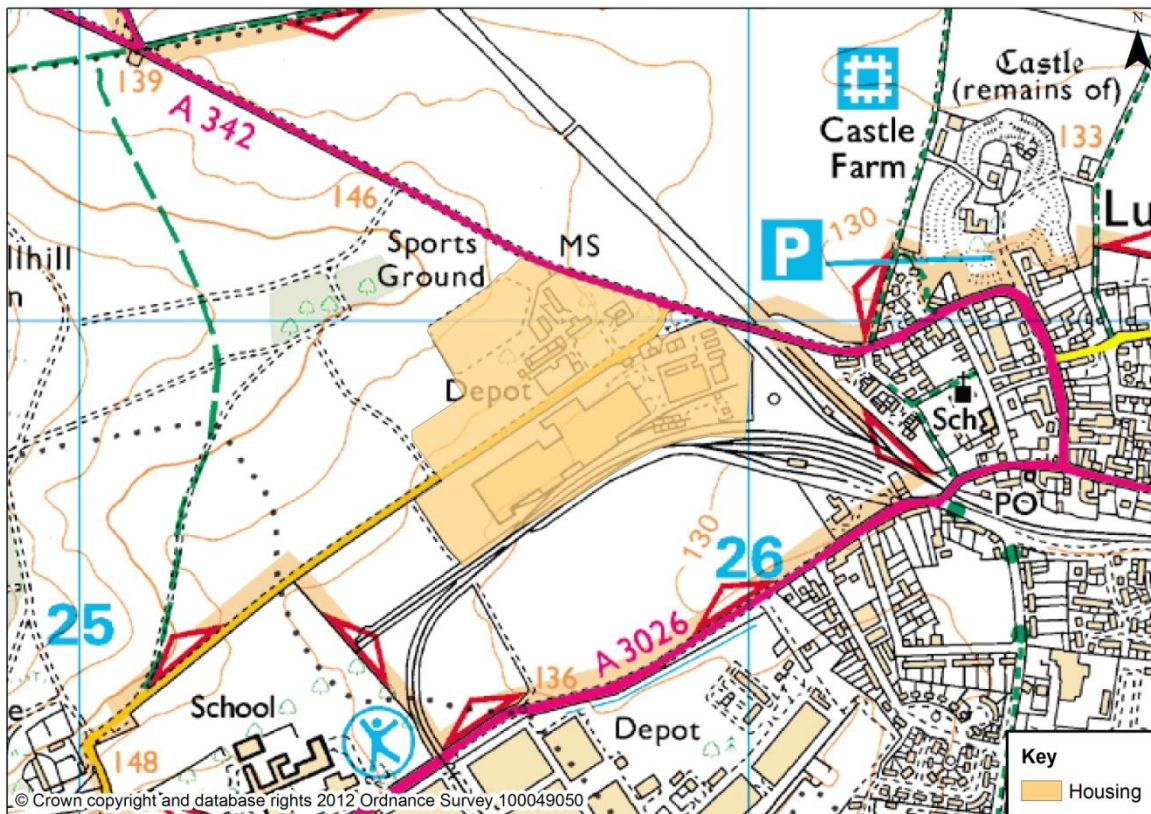 N
139
A 342
146
Sports
Ground
MS
Castle
(remains of)
133
Castle
Farm
130
P
Lu
llhill
n
Depot
Sch
PO
130
26
25
A 3026
136
School
Depot
e
148
Key
Housing
© Crown copyright and database rights 2012 Ordnance Survey 100049050